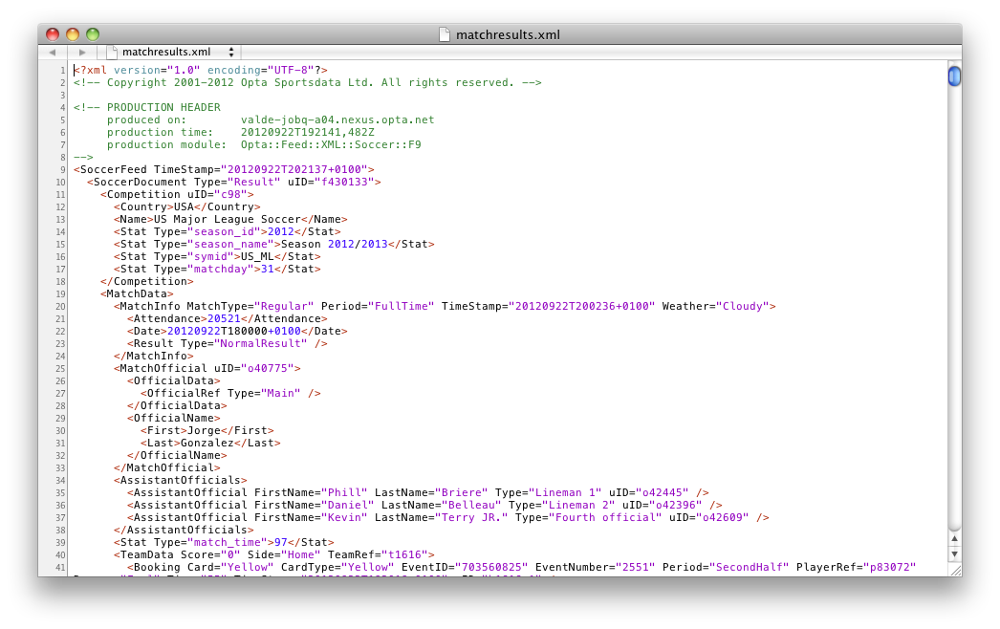 matchresults.xml
matchresults.xml
1 <?xml version="1.0" encoding="UTF-8"?>
2 <!-- Copyright 2001-2012 Opta Sportsdata Ltd. All rights reserved. -->
3
4 <!-- PRODUCTION HEADER
5 produced on: valde-jobq-a04.nexus.opta.net
6 production time: 20120922T192141,482Z
7 production module: Opta::Feed::XML::Soccer::F9
8 -->
9 <SoccerFeed TimeStamp="20120922T202137+0100">
10 <SoccerDocument Type="Result" uID="f430133">
11 <Competition uID="c98">
12 <Country>USA</Country>
13 <Name>US Major League Soccer</Name>
14 <Stat Type="season_id">2012</Stat>
15 <Stat Type="season_name">Season 2012/2013</Stat>
16 <Stat Type="symid">US_ML</Stat>
17 <Stat Type="matchday">31</Stat>
18 </Competition>
19 <MatchData>
20 <MatchInfo MatchType="Regular" Period="FullTime" TimeStamp="20120922T200236+0100" Weather="Cloudy">
21 <Attendance>20521</Attendance>
22 <Date>20120922T180000+0100</Date>
23 <Result Type="NormalResult" />
24 </MatchInfo>
25 <MatchOfficial uID="o40775">
26 <OfficialData>
27 <OfficialRef Type="Main" />
28 </OfficialData>
29 <OfficialName>
30 <First>Jorge</First>
31 <Last>Gonzalez</Last>
32 </OfficialName>
33 </MatchOfficial>
34 <AssistantOfficials>
35 <AssistantOfficial FirstName="Phill" LastName="Briere" Type="Lineman 1" uID="o42445" />
36 <AssistantOfficial FirstName="Daniel" LastName="Belleau" Type="Lineman 2" uID="o42396" />
37 <AssistantOfficial FirstName="Kevin" LastName="Terry JR." Type="Fourth official" uID="o42609" />
38 </AssistantOfficials>
39 <Stat Type="match_time">97</Stat>
40 <TeamData Score="0" Side="Home" TeamRef="t1616">
41 <Booking Card="Yellow" CardType="Yellow" EventID="703560825" EventNumber="2551" Period="SecondHalf" PlayerRef="p83072"